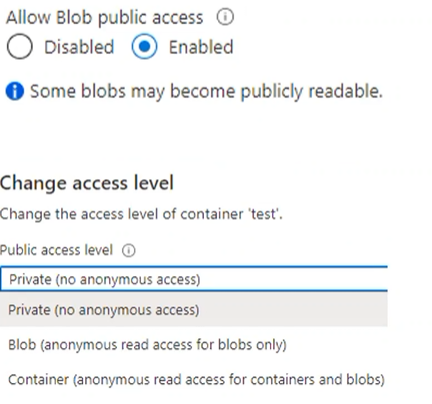 Allow Blob public access
Disabled Enabled
Some blobs may become publicly readable.
Change access level
Change the access level of container 'test'.
Public access level
Private (no anonymous access)
Private (no anonymous access)
Blob (anonymous read access for blobs only)
Container (anonymous read access for containers and blobs)